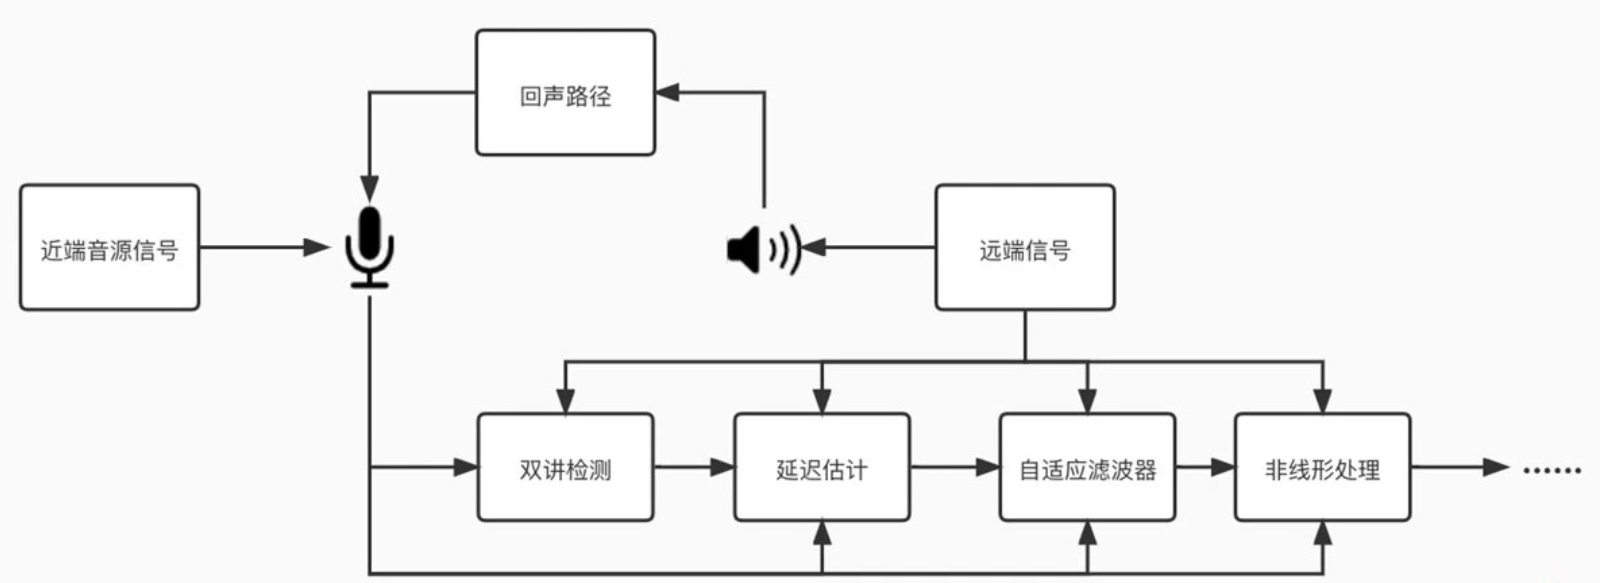 回声路径
近端音源信号
远端信号
双讲检测
延迟估计
自适应滤波器
非线形处理
……